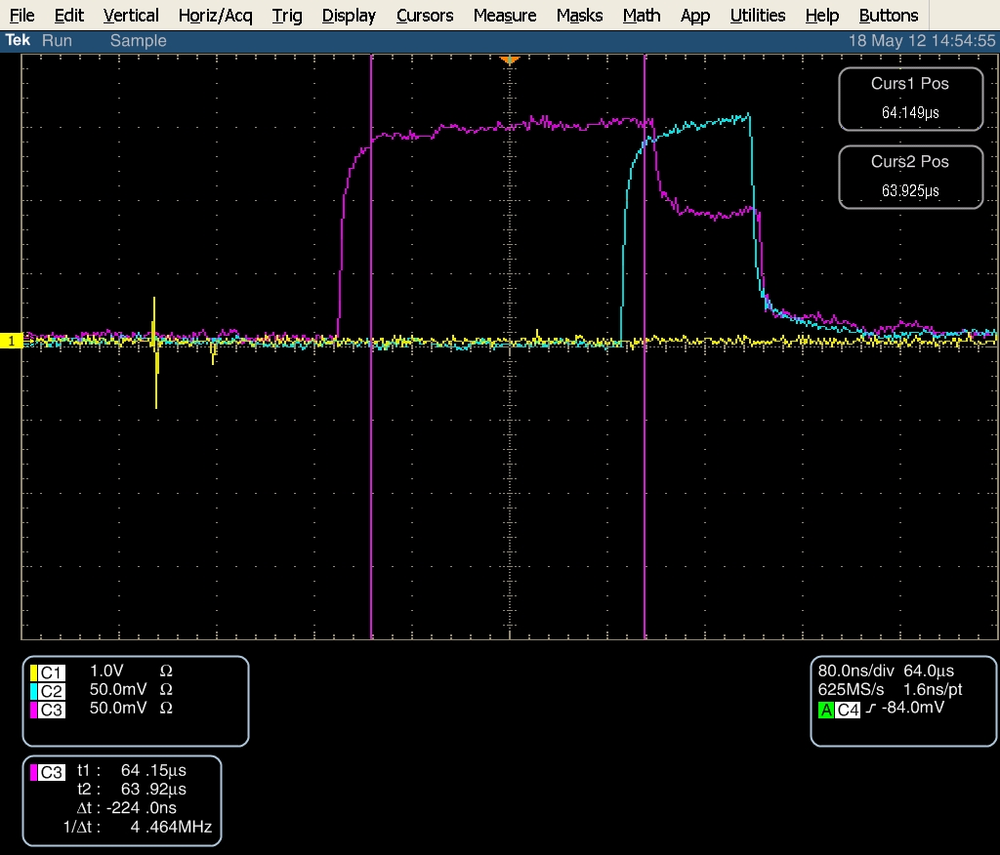 File Edit Vertical Horiz/Acq Trig Display Cursors Measure Masks Math App Utilities Help Buttons
Tek Run Sample 18 May 12 14:54:55
Curs1 Pos
64.149µs
Curs2 Pos
63.925µs
1
C1 1.0V Ω
C2 50.0mV Ω
C3 50.0mV Ω
80.0ns/div 64.0µs
625MS/s 1.6ns/pt
A C4 -84.0mV
C3 t1 : 64 .15µs
t2 : 63 .92µs
Δt : -224 .0ns
1/Δt : 4 .464MHz